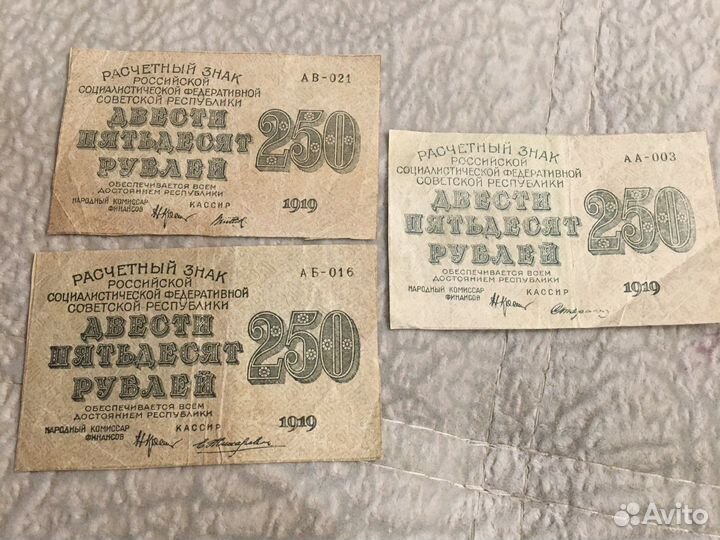 РАСЧЕТНЫЙ ЗНАК
АВ-021
РОССИЙСКОЙ
СОЦИАЛИСТИЧЕСКОЙ ФЕДЕРАТИВНОЙ
СОВЕТСКОЙ РЕСПУБЛИКИ
ДВЕСТИ
ПЯТЬДЕСЯТ
РУБЛЕЙ
250
ОБЕСПЕЧИВАЕТСЯ ВСЕМ
ДОСТОЯНИЕМ РЕСПУБЛИКИ
НАРОДНЫЙ КОМИССАР
ФИНАНСОВ
КАССИР
1919
РАСЧЕТНЫЙ ЗНАК
АБ-016
РОССИЙСКОЙ
СОЦИАЛИСТИЧЕСКОЙ ФЕДЕРАТИВНОЙ
СОВЕТСКОЙ РЕСПУБЛИКИ
ДВЕСТИ
ПЯТЬДЕСЯТ
РУБЛЕЙ
250
ОБЕСПЕЧИВАЕТСЯ ВСЕМ
ДОСТОЯНИЕМ РЕСПУБЛИКИ
НАРОДНЫЙ КОМИССАР
ФИНАНСОВ
КАССИР
1919
РАСЧЕТНЫЙ ЗНАК
АА-003
РОССИЙСКОЙ
СОЦИАЛИСТИЧЕСКОЙ ФЕДЕРАТИВНОЙ
СОВЕТСКОЙ РЕСПУБЛИКИ
ДВЕСТИ
ПЯТЬДЕСЯТ
РУБЛЕЙ
250
ОБЕСПЕЧИВАЕТСЯ ВСЕМ
ДОСТОЯНИЕМ РЕСПУБЛИКИ
НАРОДНЫЙ КОМИССАР
ФИНАНСОВ
КАССИР
1919
Avito